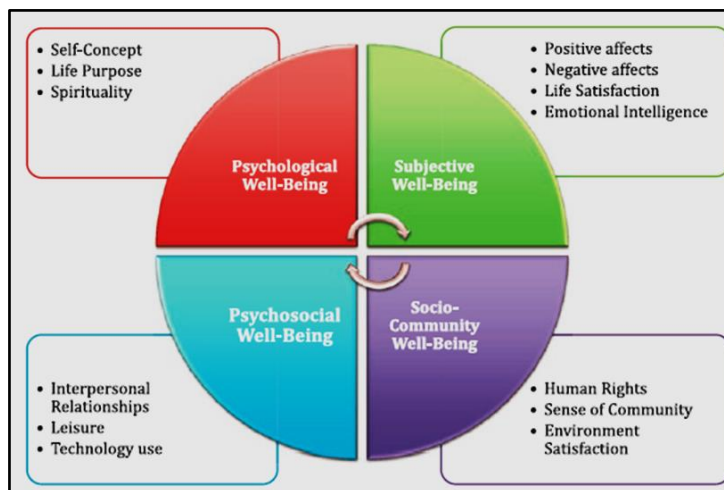 • Self-Concept
• Life Purpose
• Spirituality
• Positive affects
• Negative affects
• Life Satisfaction
• Emotional Intelligence
Psychological
Well-Being
Subjective
Well-Being
Psychosocial
Well-Being
Socio-
Community
Well-Being
• Interpersonal
Relationships
• Leisure
• Technology use
• Human Rights
• Sense of Community
• Environment
Satisfaction